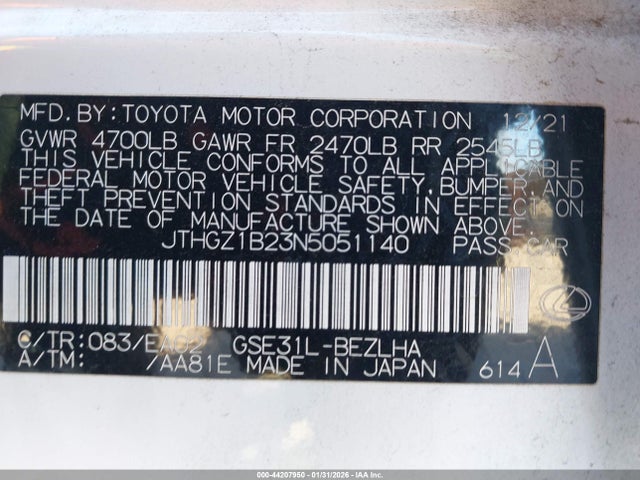 MFD.BY:TOYOTA MOTOR CORPORATION 12/21
GVWR 4700LB GAWR FR 2470LB RR 2545LB
THIS VEHICLE CONFORMS TO ALL APPLICABLE
FEDERAL MOTOR VEHICLE SAFETY, BUMPER, AND
THEFT PREVENTION STANDARDS IN EFFECT ON
THE DATE OF MANUFACTURE SHOWN ABOVE.
JTHGZ1B23N5051140 PASS CAR
C/TR:083/EA02 GSE31L-BEZLHA
A/TM: /AA81E MADE IN JAPAN 614 A
000-44207950 - 01/31/2026 - IAAI.COM